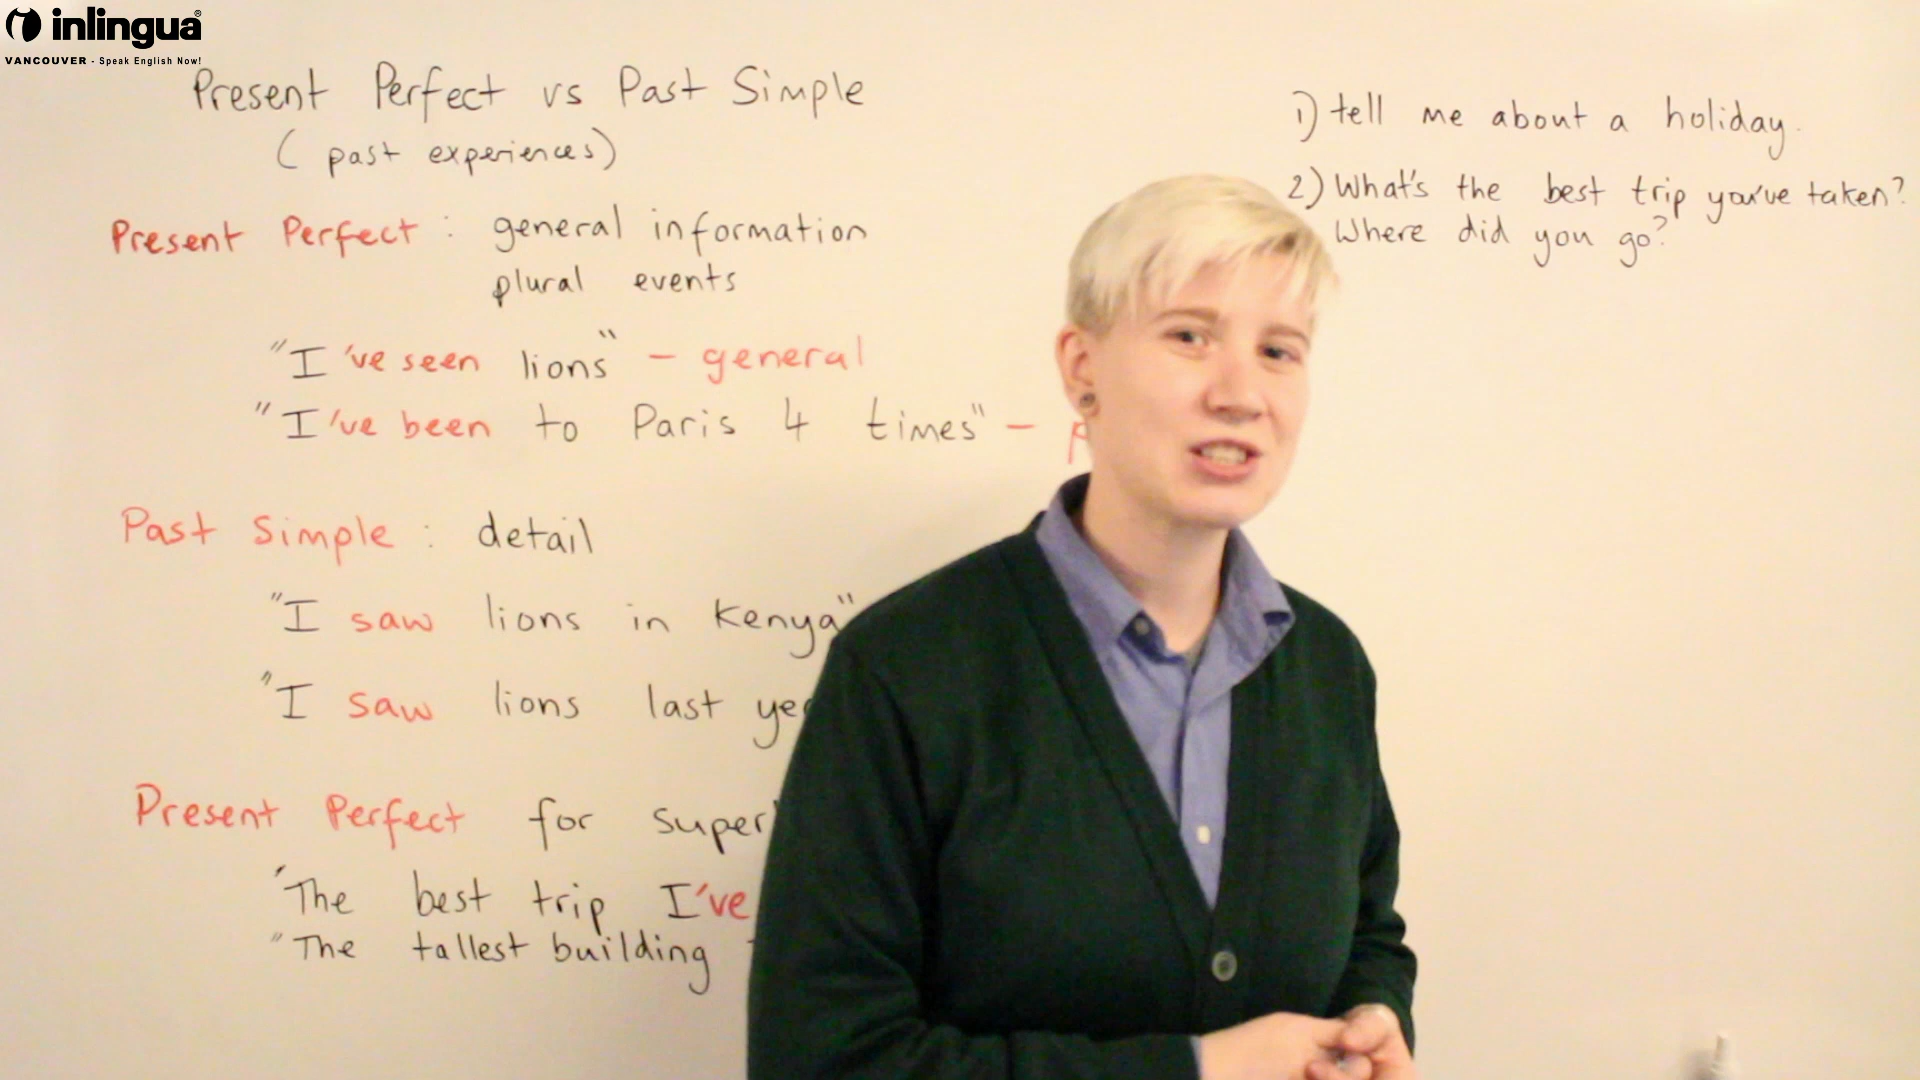 inlingua®
VANCOUVER - Speak English Now!
Present Perfect vs Past Simple
( past experiences)
Present Perfect : general information
plural events
"I 've seen lions" - general
"I've been to Paris 4 times" -
Past Simple : detail
"I saw lions in Kenya"
"I saw lions last
Present Perfect for
"The best trip I've
"The tallest building
1) tell me about a holiday.
2) What's the best trip you've taken?
Where did you go?